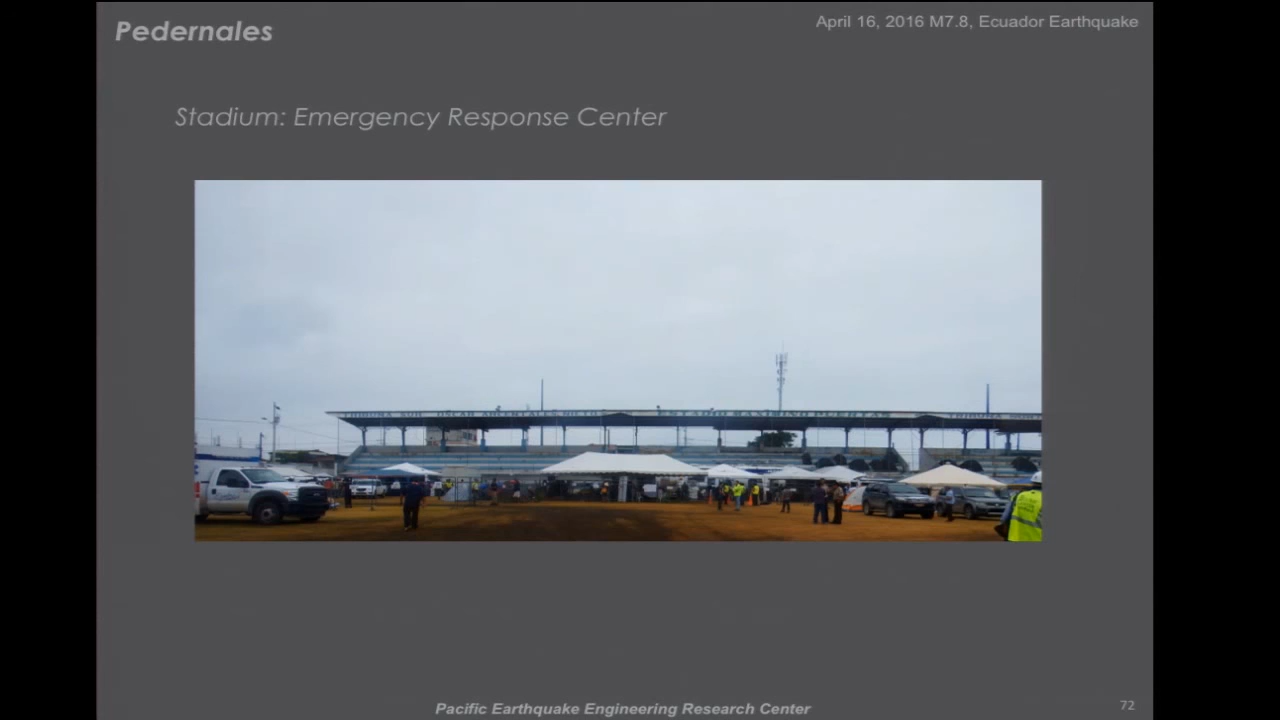 Pedernales
April 16, 2016 M7.8, Ecuador Earthquake
Stadium: Emergency Response Center
Pacific Earthquake Engineering Research Center
72